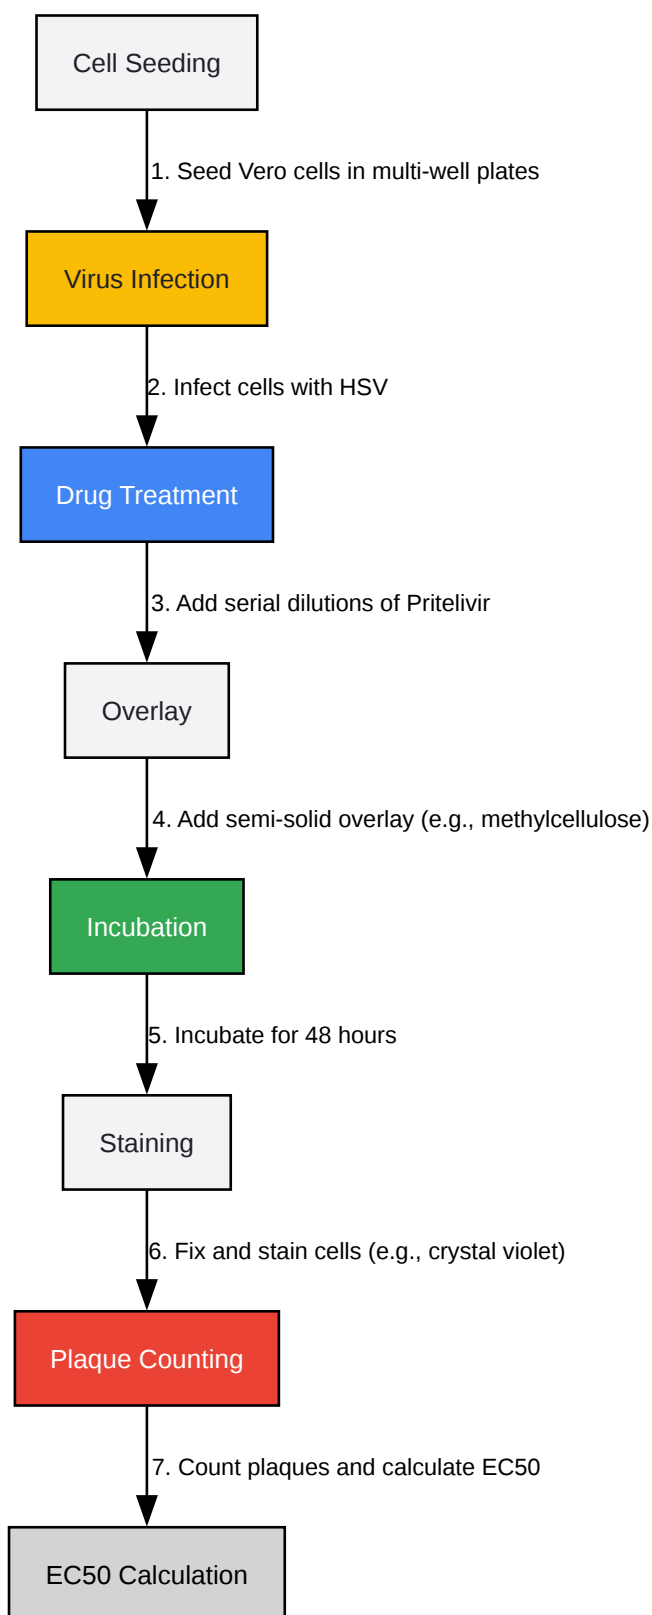 Cell Seeding
1. Seed Vero cells in multi-well plates
Virus Infection
2. Infect cells with HSV
Drug Treatment
3. Add serial dilutions of Pritelivir
Overlay
4. Add semi-solid overlay (e.g., methylcellulose)
Incubation
5. Incubate for 48 hours
Staining
6. Fix and stain cells (e.g., crystal violet)
Plaque Counting
7. Count plaques and calculate EC50
EC50 Calculation